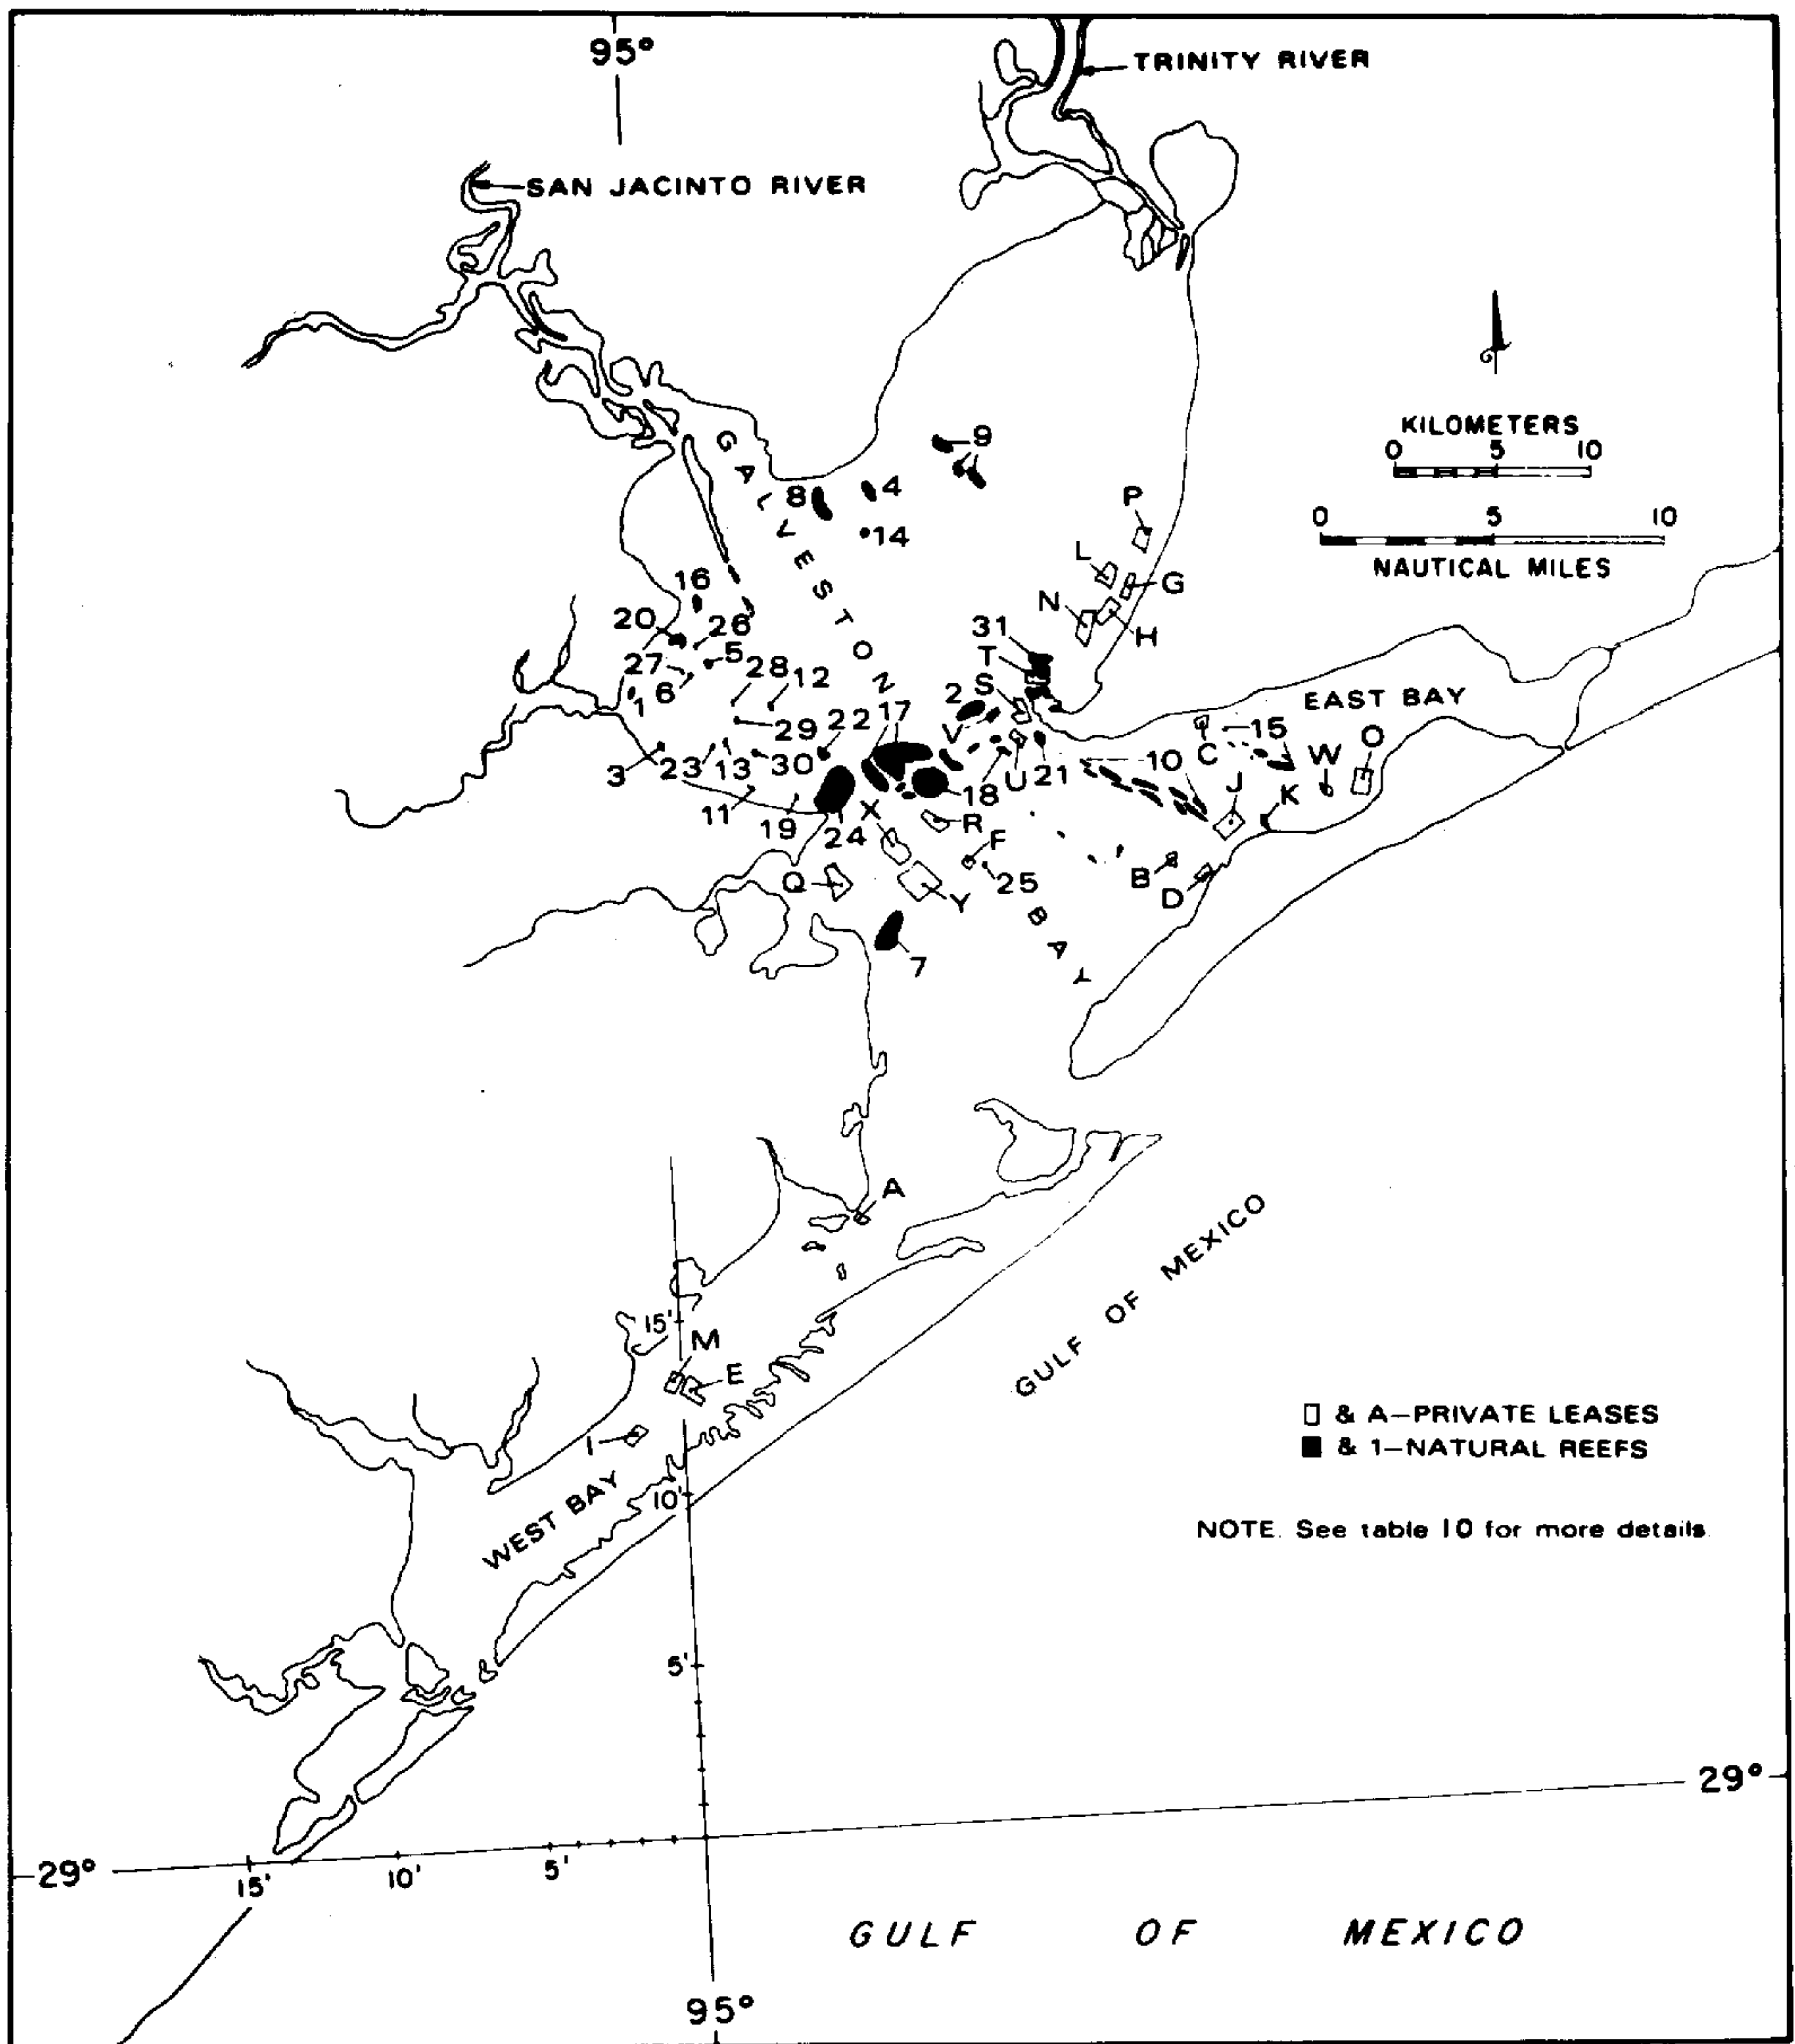 95°
TRINITY RIVER
SAN JACINTO RIVER
KILOMETERS
0 5 10
0 5 10
NAUTICAL MILES
GALVESTON
BAY
9
8
4
14
P
L
G
N
H
16
20
26
27
5
28
12
1
6
31
T
S
2
V
17
22
29
3
23
13
30
11
19
24
X
18
U
21
10
C
15
EAST BAY
W
O
J
K
R
F
25
B
D
Q
Y
7
A
GULF OF MEXICO
15'
M
E
I
10'
WEST BAY
▯ & A–PRIVATE LEASES
■ & 1–NATURAL REEFS
NOTE. See table 10 for more details.
5'
29°
29°
15'
10'
5'
GULF OF MEXICO
95°